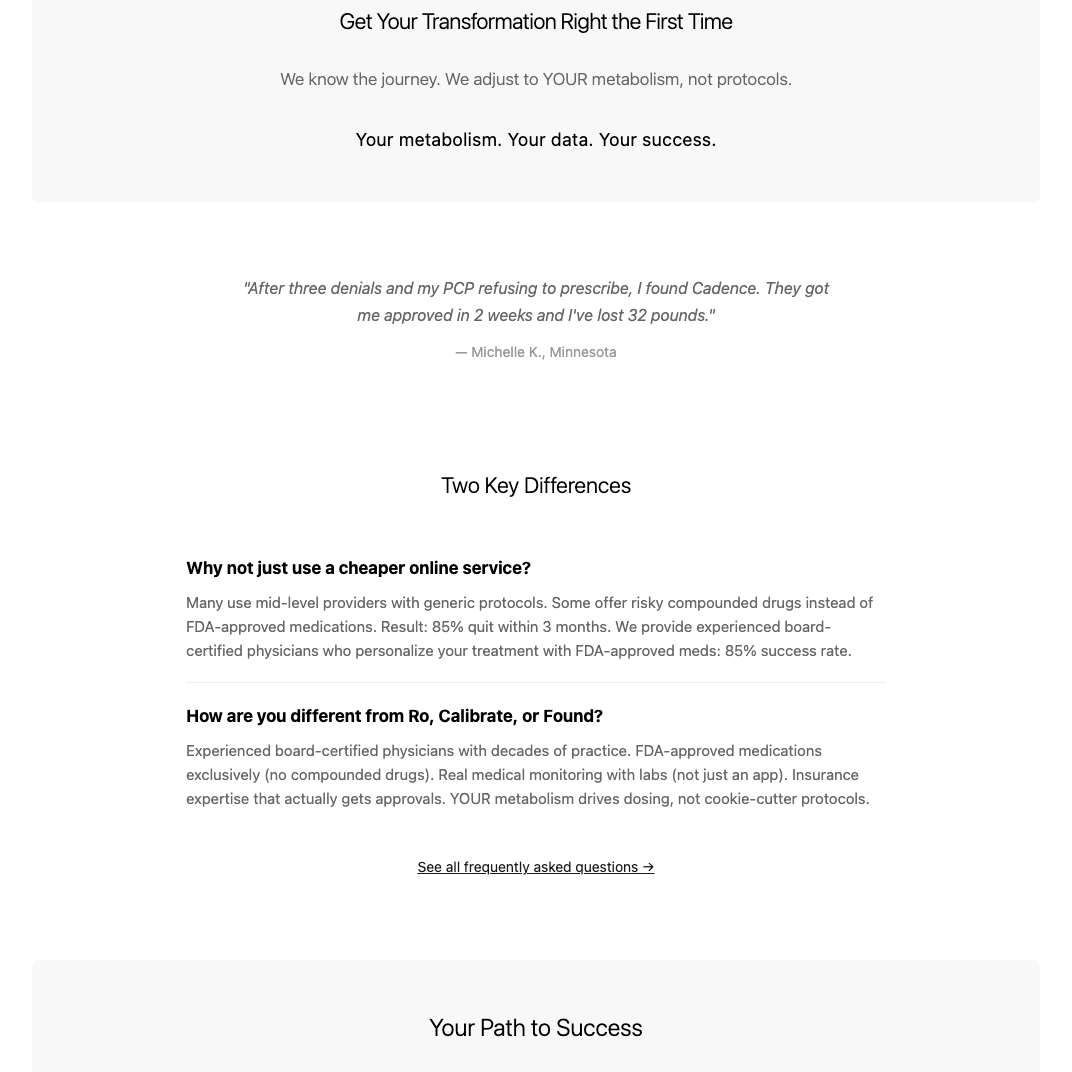 Get Your Transformation Right the First Time
We know the journey. We adjust to YOUR metabolism, not protocols.
Your metabolism. Your data. Your success.
"After three denials and my PCP refusing to prescribe, I found Cadence. They got
me approved in 2 weeks and I've lost 32 pounds."
— Michelle K., Minnesota
Two Key Differences
Why not just use a cheaper online service?
Many use mid-level providers with generic protocols. Some offer risky compounded drugs instead of
FDA-approved medications. Result: 85% quit within 3 months. We provide experienced board-
certified physicians who personalize your treatment with FDA-approved meds: 85% success rate.
How are you different from Ro, Calibrate, or Found?
Experienced board-certified physicians with decades of practice. FDA-approved medications
exclusively (no compounded drugs). Real medical monitoring with labs (not just an app). Insurance
expertise that actually gets approvals. YOUR metabolism drives dosing, not cookie-cutter protocols.
See all frequently asked questions →
Your Path to Success